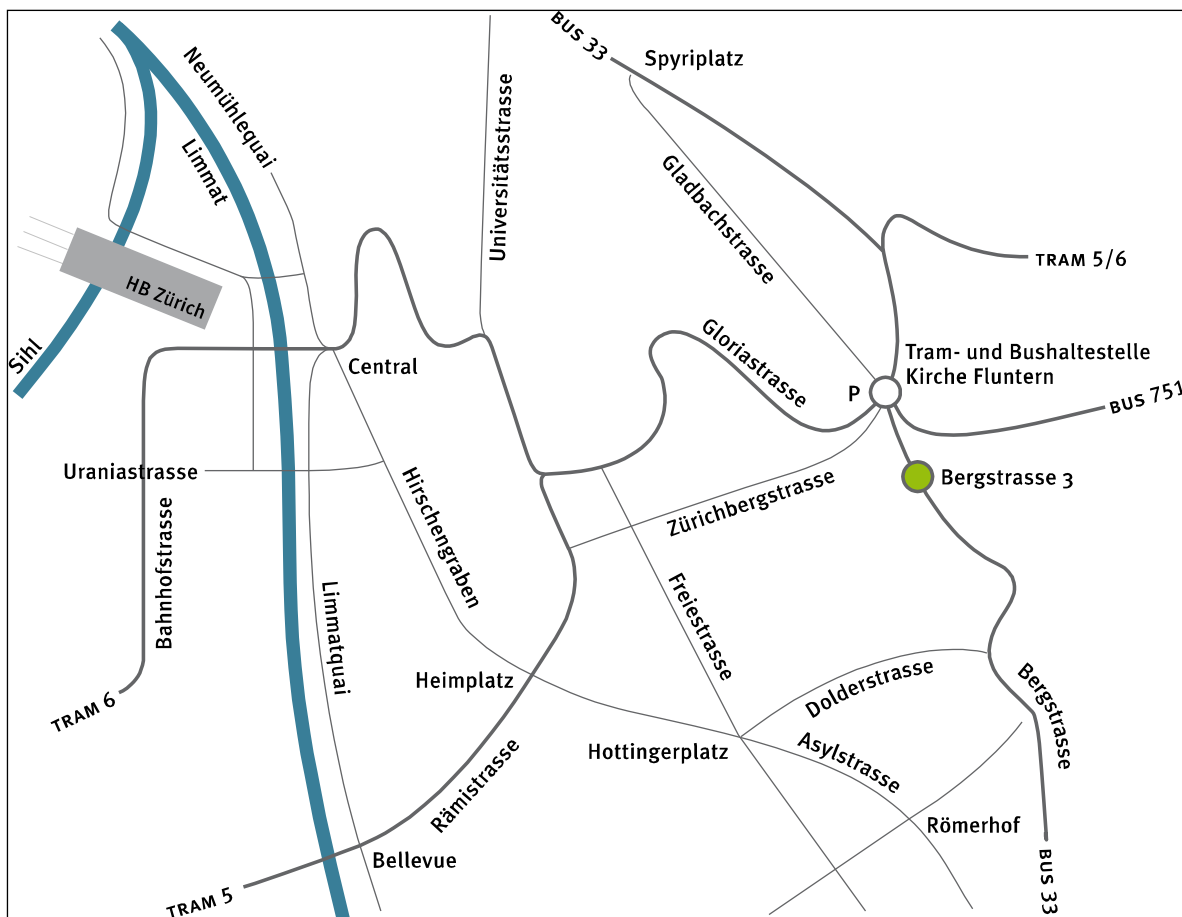 BUS 33
Spyriplatz
Neumühlequai
Limmat
Universitätsstrasse
Gladbachstrasse
TRAM 5/6
HB Zürich
Sihl
Central
Gloriastrasse
Tram- und Bushaltestelle
Kirche Fluntern
P
BUS 751
Uraniastrasse
Bahnhofstrasse
Hirschengraben
Zürichbergstrasse
Bergstrasse 3
Limmatquai
Freiestrasse
Heimplatz
Dolderstrasse
Bergstrasse
TRAM 6
Hottingerplatz
Asylstrasse
Rämistrasse
Römerhof
Bellevue
TRAM 5
BUS 33